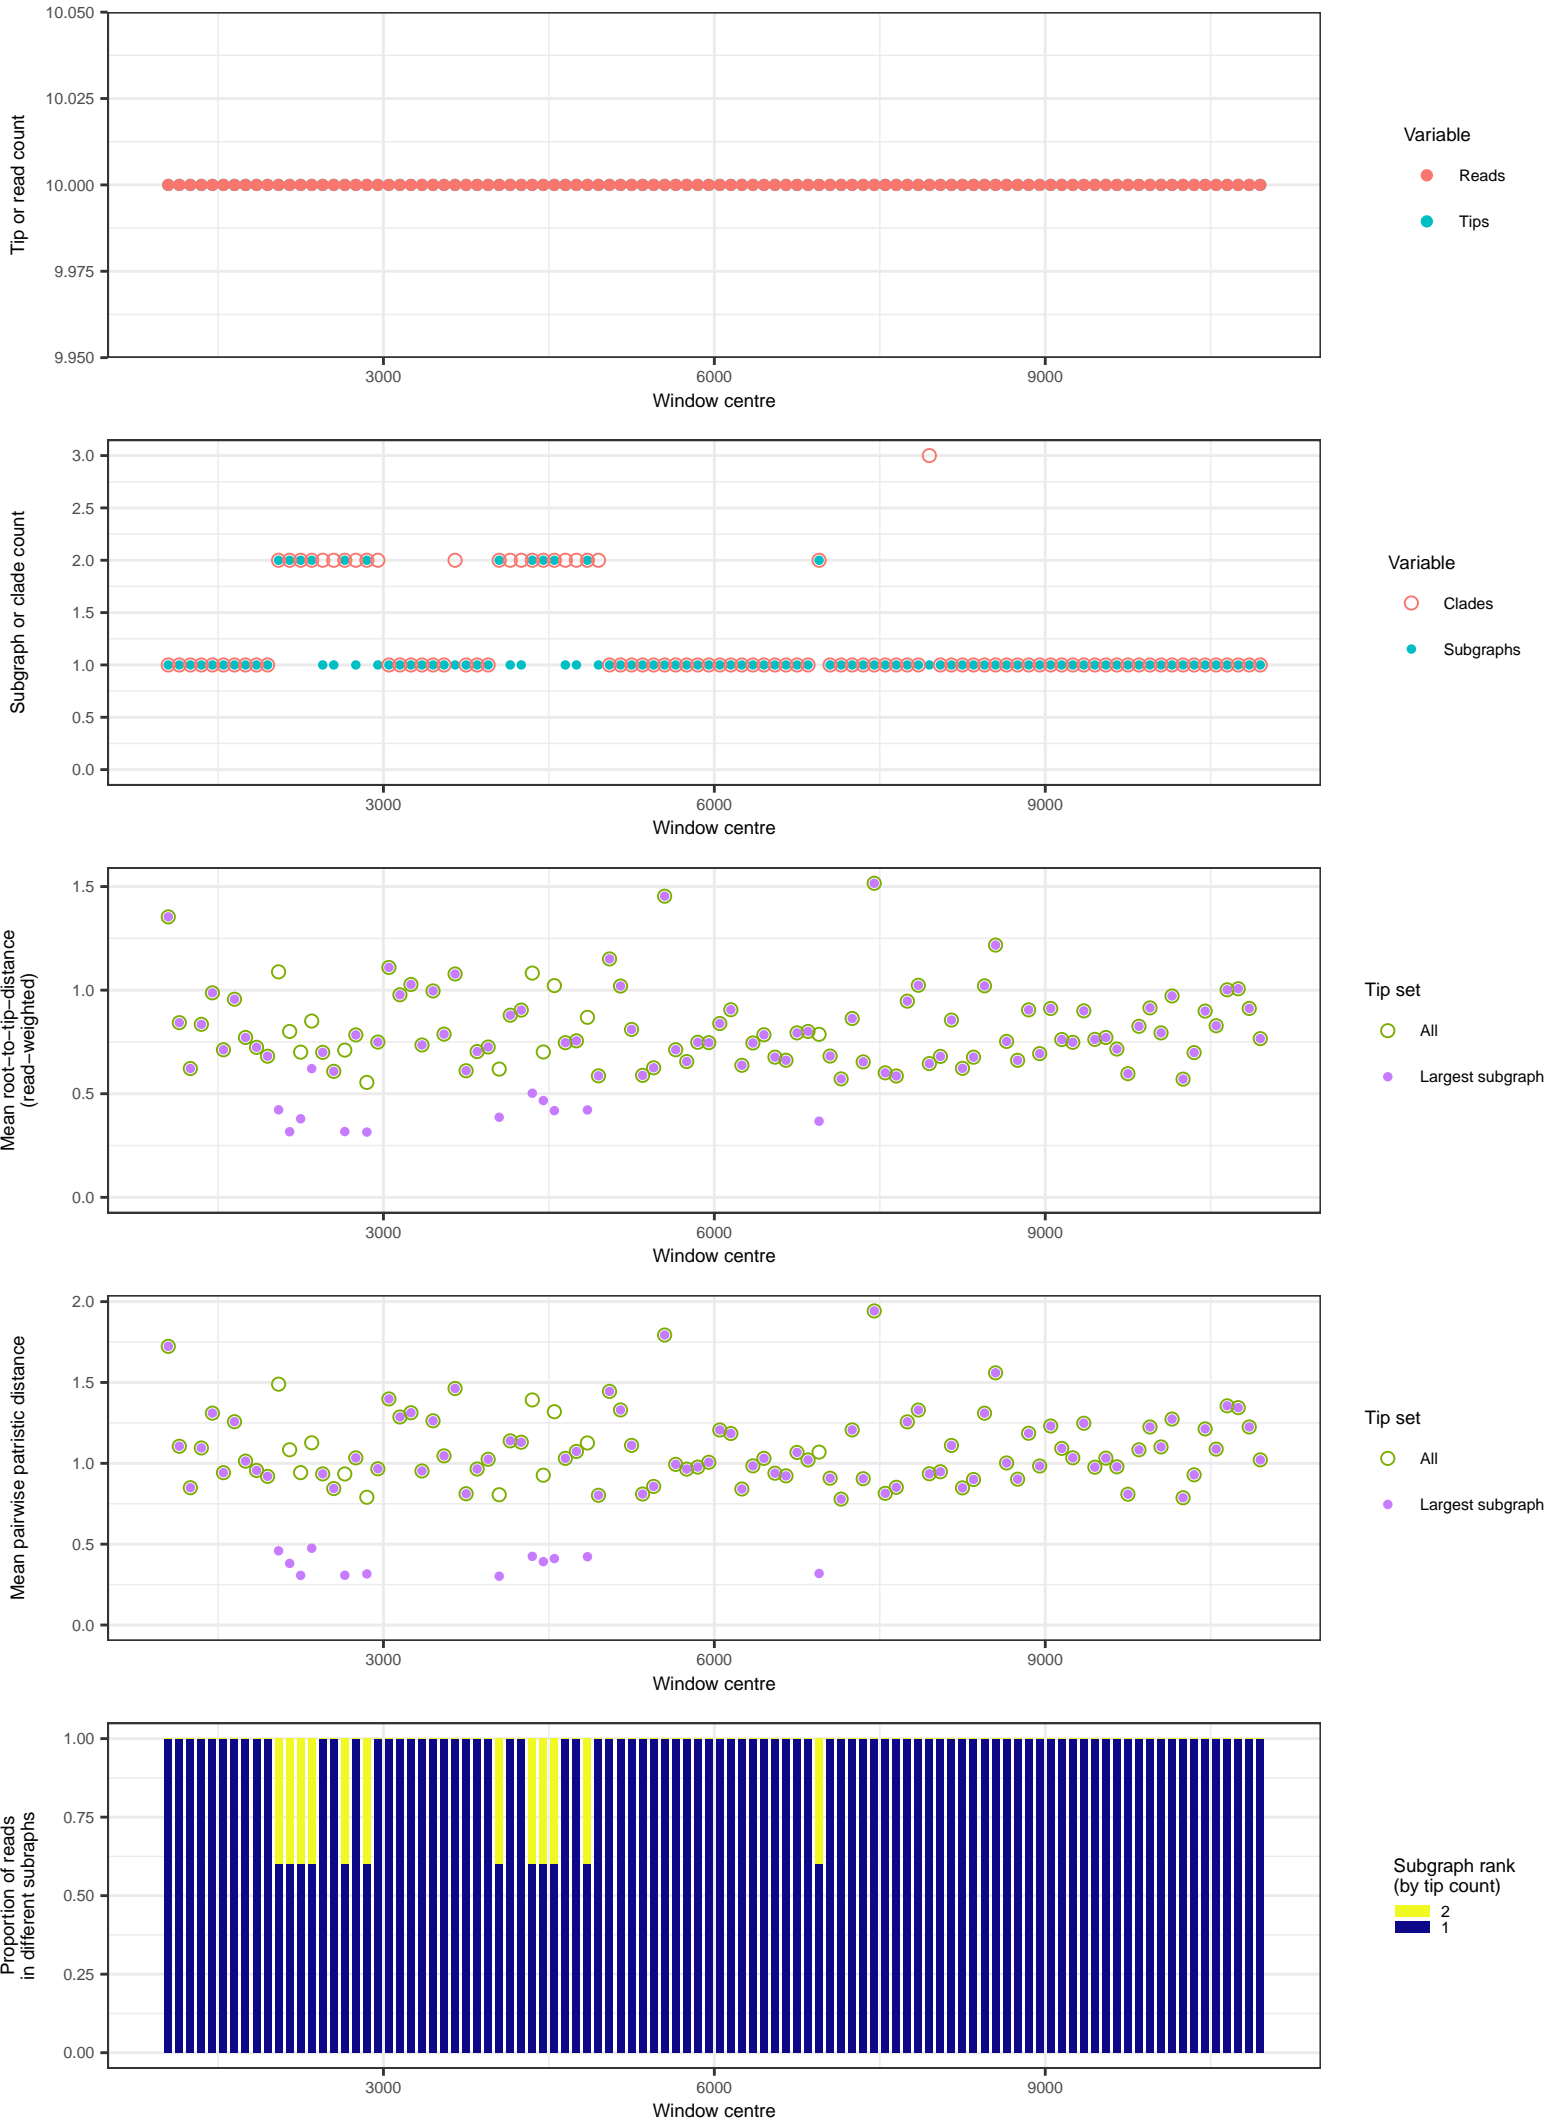 10.050
10.025
10.000
9.975
9.950
Tip or read count
3000
6000
9000
Window centre
Variable
Reads
Tips
3.0
2.5
2.0
1.5
1.0
0.5
0.0
Subgraph or clade count
3000
6000
9000
Window centre
Variable
Clades
Subgraphs
1.5
1.0
0.5
0.0
Mean root−to−tip−distance
(read−weighted)
3000
6000
9000
Window centre
Tip set
All
Largest subgraph
2.0
1.5
1.0
0.5
0.0
Mean pairwise patristic distance
3000
6000
9000
Window centre
Tip set
All
Largest subgraph
1.00
0.75
0.50
0.25
0.00
Proportion of reads
in different subraphs
3000
6000
9000
Window centre
Subgraph rank
(by tip count)
2
1